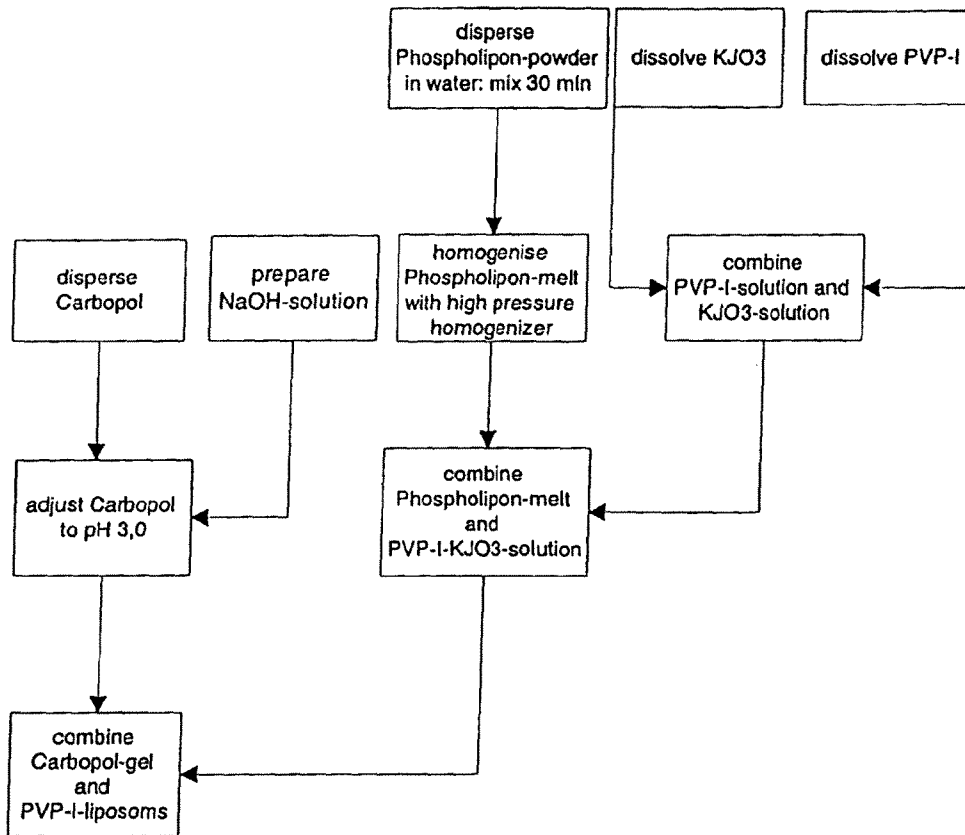 disperse
Phospholipon-powder
in water: mix 30 min
dissolve KJO3
dissolve PVP-I
disperse
Carbopol
prepare
NaOH-solution
homogenise
Phospholipon-melt
with high pressure
homogenizer
combine
PVP-I-solution and
KJO3-solution
adjust Carbopol
to pH 3,0
combine
Phospholipon-melt
and
PVP-I-KJO3-solution
combine
Carbopol-gel
and
PVP-I-liposoms